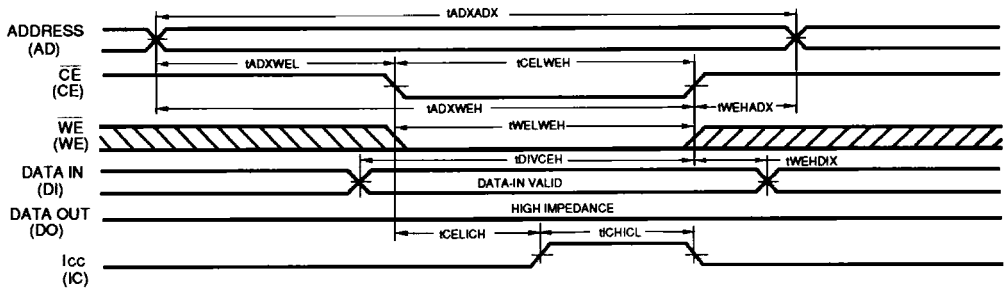 tADXADX
ADDRESS
(AD)
tADXWEL
tCELWEH
CE
(CE)
tADXWEH
tWEHADX
WE
(WE)
tWELWEH
tDIVCEH
tWEHDIX
DATA IN
(DI)
DATA-IN VALID
DATA OUT
(DO)
HIGH IMPEDANCE
tCELICH
tICHICL
Icc
(IC)